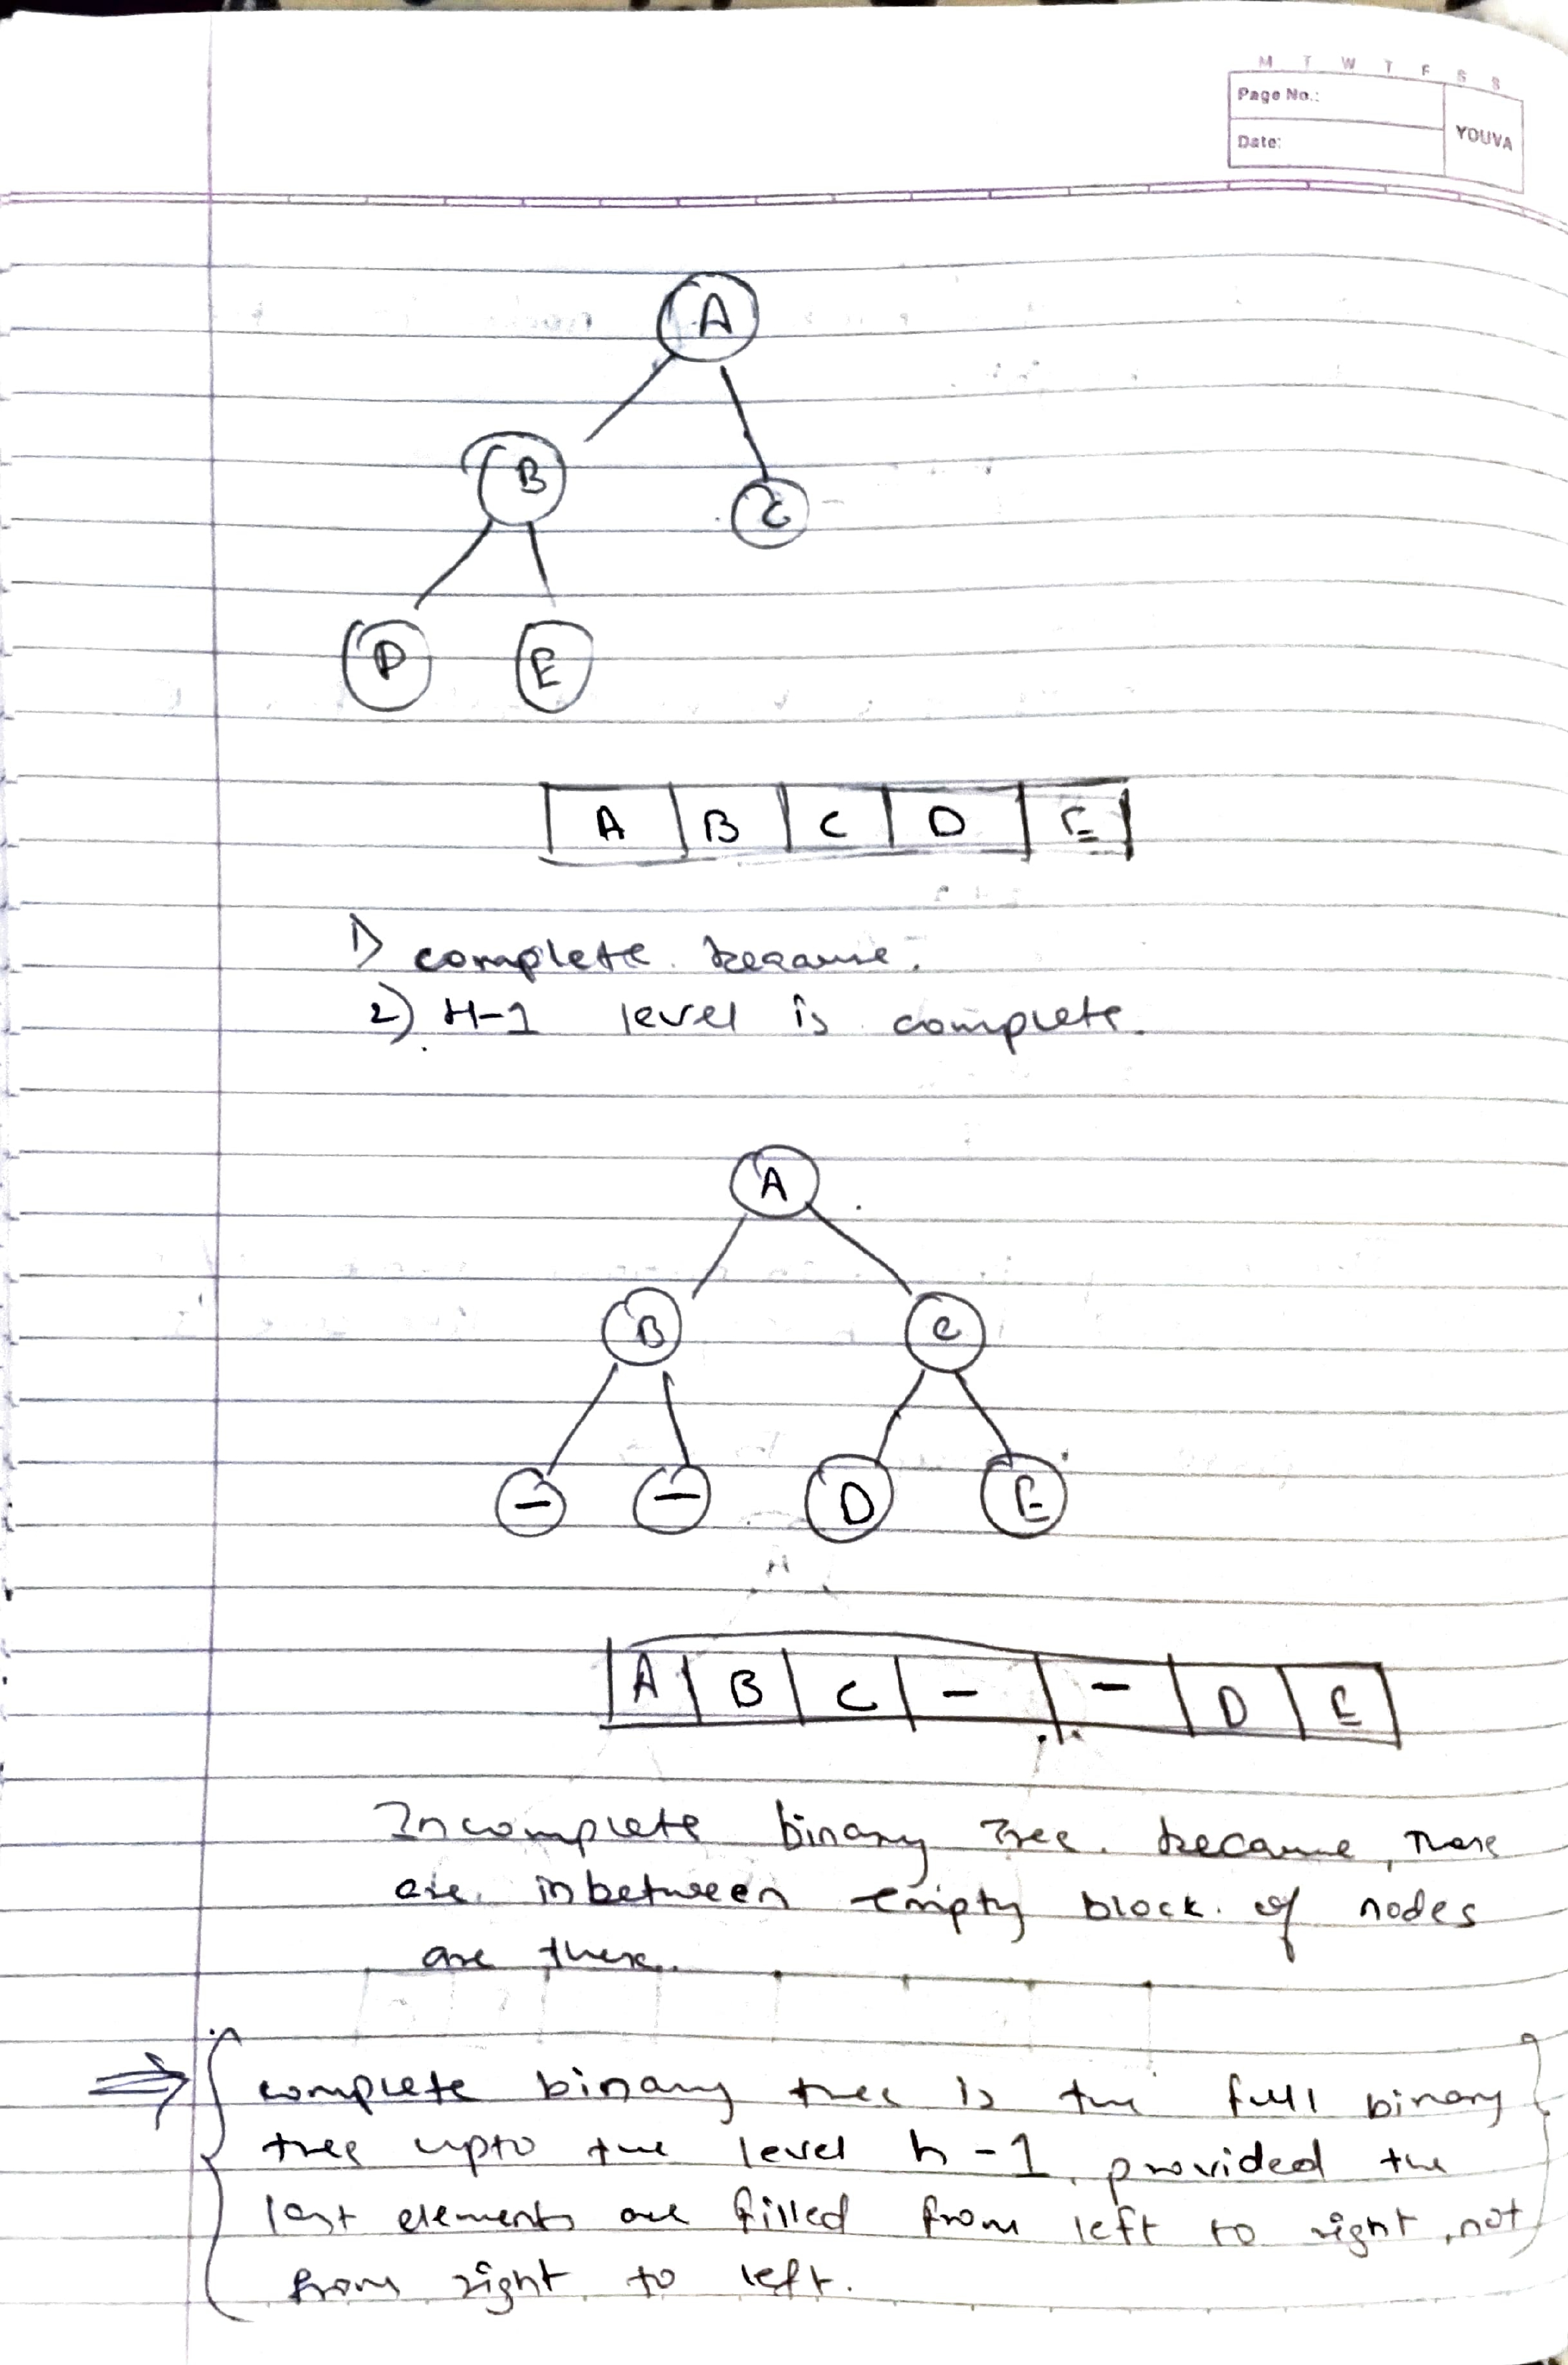 M T W T F S S
Page No.:
YOUVA
Date:
A
B
C
D E
A B C D E
1) complete. because.
2) H-1 level is complete.
A
B C
- - D E
A B C - - D E
Incomplete binary Tree. because, there
are inbetween empty block. of nodes
are there.
⇒ complete binary tree is the full binary
tree upto the level h-1, provided the
last elements are filled from left to right, not
from right to left.